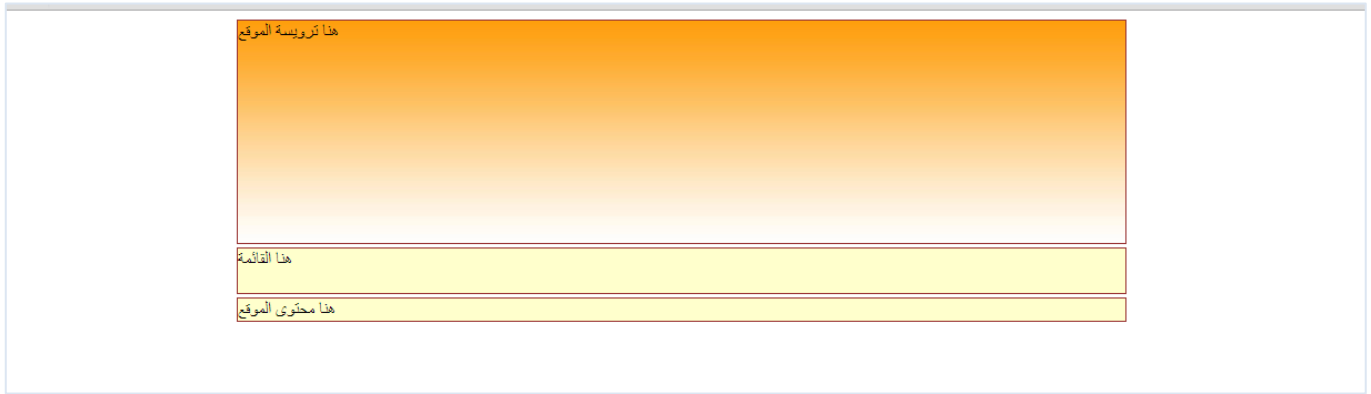 هنا ترويسة الموقع
هنا القائمة
هنا محتوى الموقع